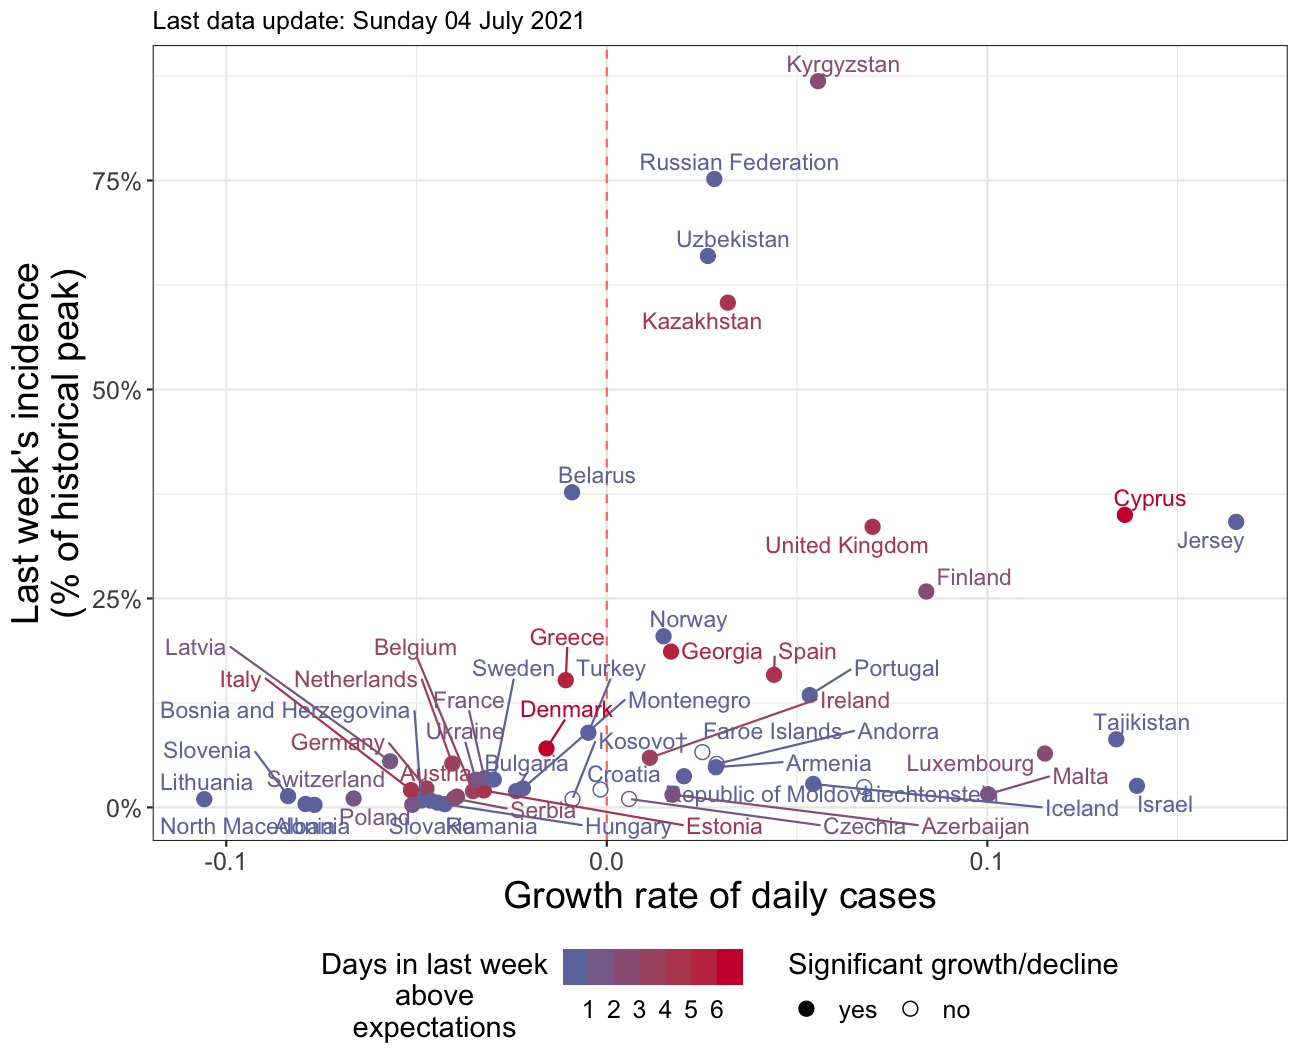 Last data update: Sunday 04 July 2021
Last week's incidence
(% of historical peak)
75%
50%
25%
0%
Kyrgyzstan
Russian Federation
Uzbekistan
Kazakhstan
Belarus
Cyprus
United Kingdom
Jersey
Finland
Norway
Latvia
Belgium
Greece
Georgia
Spain
Italy
Netherlands
Sweden
Turkey
Portugal
Bosnia and Herzegovina
France
Denmark
Montenegro
Ireland
Tajikistan
Slovenia
Germany
Ukraine
Kosovo†
Faroe Islands
Andorra
Lithuania
Switzerland
Austria
Bulgaria
Croatia
Armenia
Luxembourg
Malta
Republic of Moldova
Liechtenstein
Poland
Serbia
Iceland
Israel
North Macedonia
Albania
Slovakia
Romania
Hungary
Estonia
Czechia
Azerbaijan
-0.1
0.0
0.1
Growth rate of daily cases
Days in last week
above
expectations
1 2 3 4 5 6
Significant growth/decline
yes
no